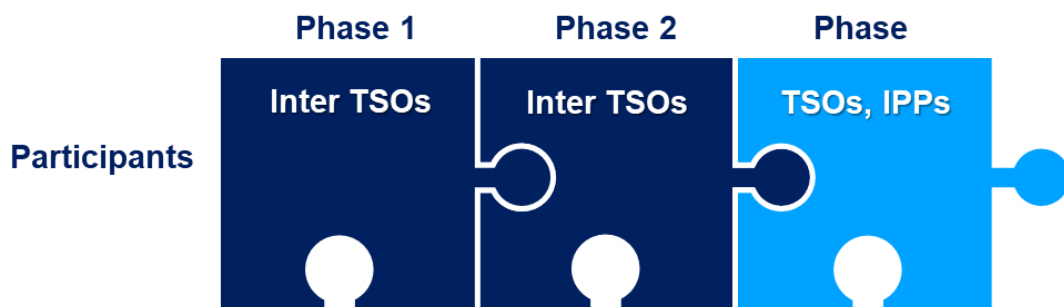 Phase 1 Phase 2 Phase
Inter TSOs Inter TSOs TSOs, IPPs
Participants